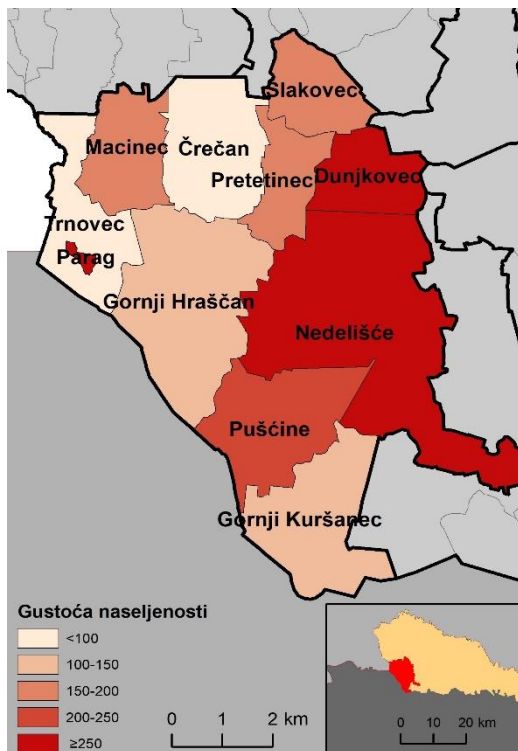 Slakovec
Macinec
Črečan
Pretetinec
Dunjkovec
Trnovec
Parag
Gornji Hraščan
Nedelišće
Pušćine
Gornji Kuršanec
Gustoća naseljenosti
<100
100-150
150-200
200-250
≥250
0 1 2 km
0 10 20 km